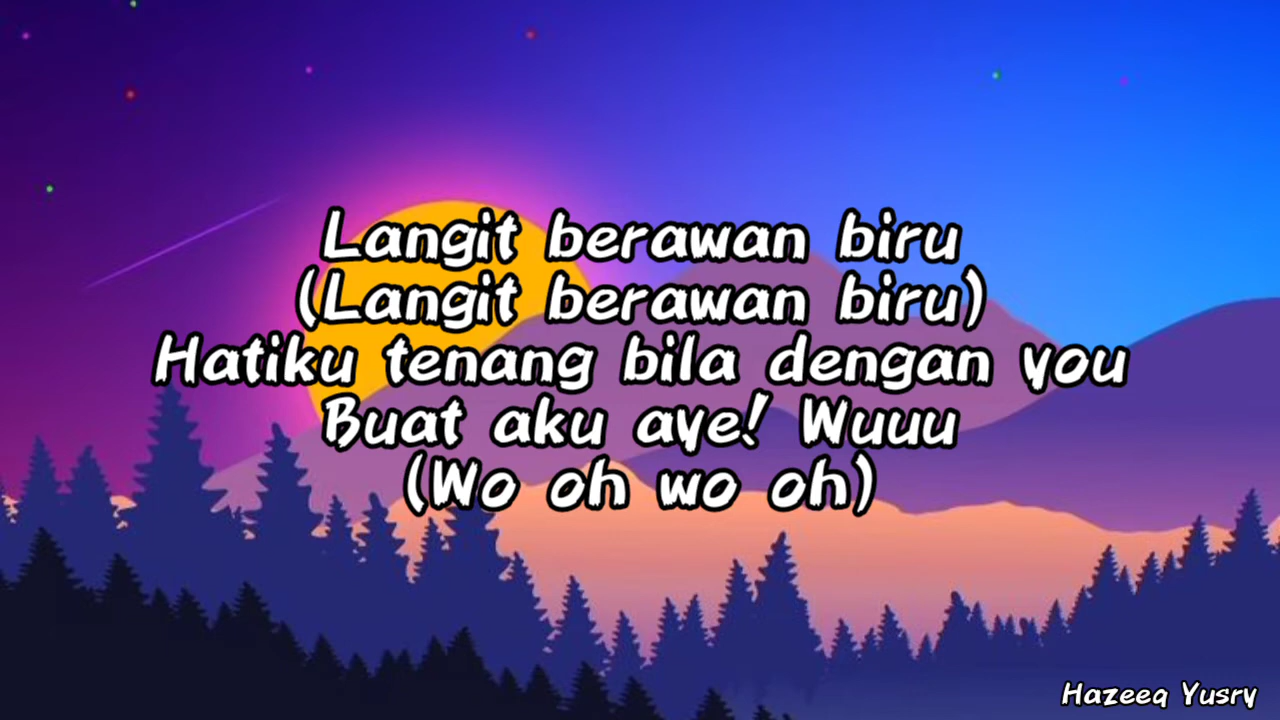 Langit berawan biru
(Langit berawan biru)
Hatiku tenang bila dengan you
Buat aku aye! Wuuu
(Wo oh wo oh)
Hazeeq Yusry